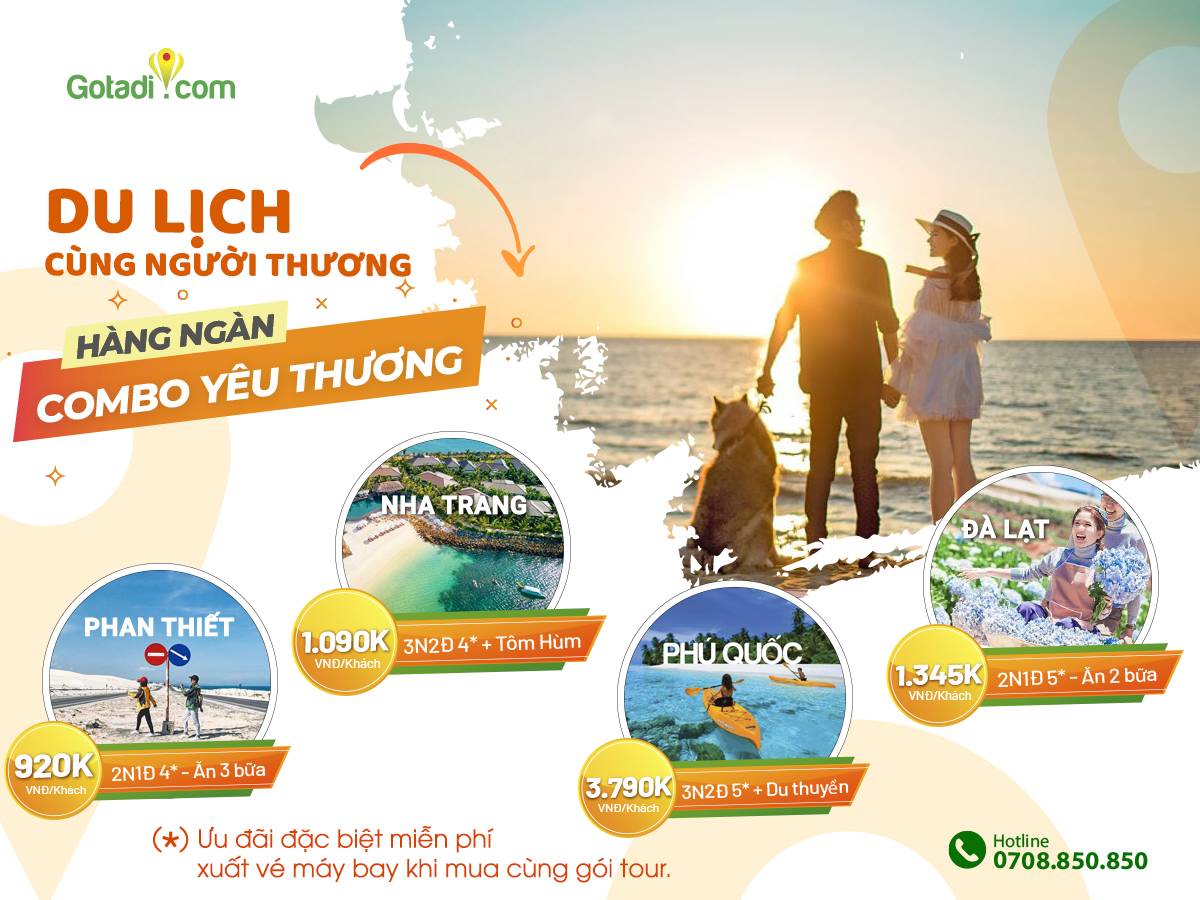 Gotadi.com
DU LỊCH
CÙNG NGƯỜI THƯƠNG
HÀNG NGÀN
COMBO YÊU THƯƠNG
NHA TRANG
1.090K
VNĐ/Khách
3N2Đ 4* + Tôm Hùm
ĐÀ LẠT
1.345K
VNĐ/Khách
2N1Đ 5* - Ăn 2 bữa
PHAN THIẾT
920K
VNĐ/Khách
2N1Đ 4* - Ăn 3 bữa
PHÚ QUỐC
3.790K
VNĐ/Khách
3N2Đ 5* + Du thuyền
(*) Ưu đãi đặc biệt miễn phí
xuất vé máy bay khi mua cùng gói tour.
Hotline
0708.850.850